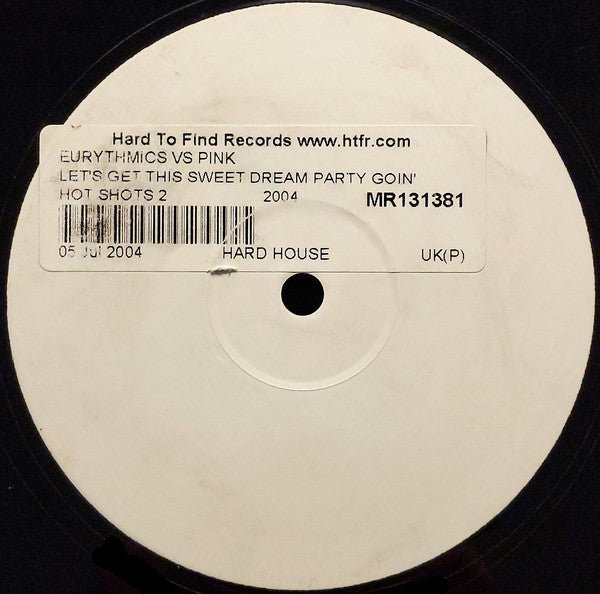 Hard To Find Records www.htfr.com
EURYTHMICS VS PINK
LET'S GET THIS SWEET DREAM PARTY GOIN'
HOT SHOTS 2 2004 MR131381
05 Jul 2004 HARD HOUSE UK(P)